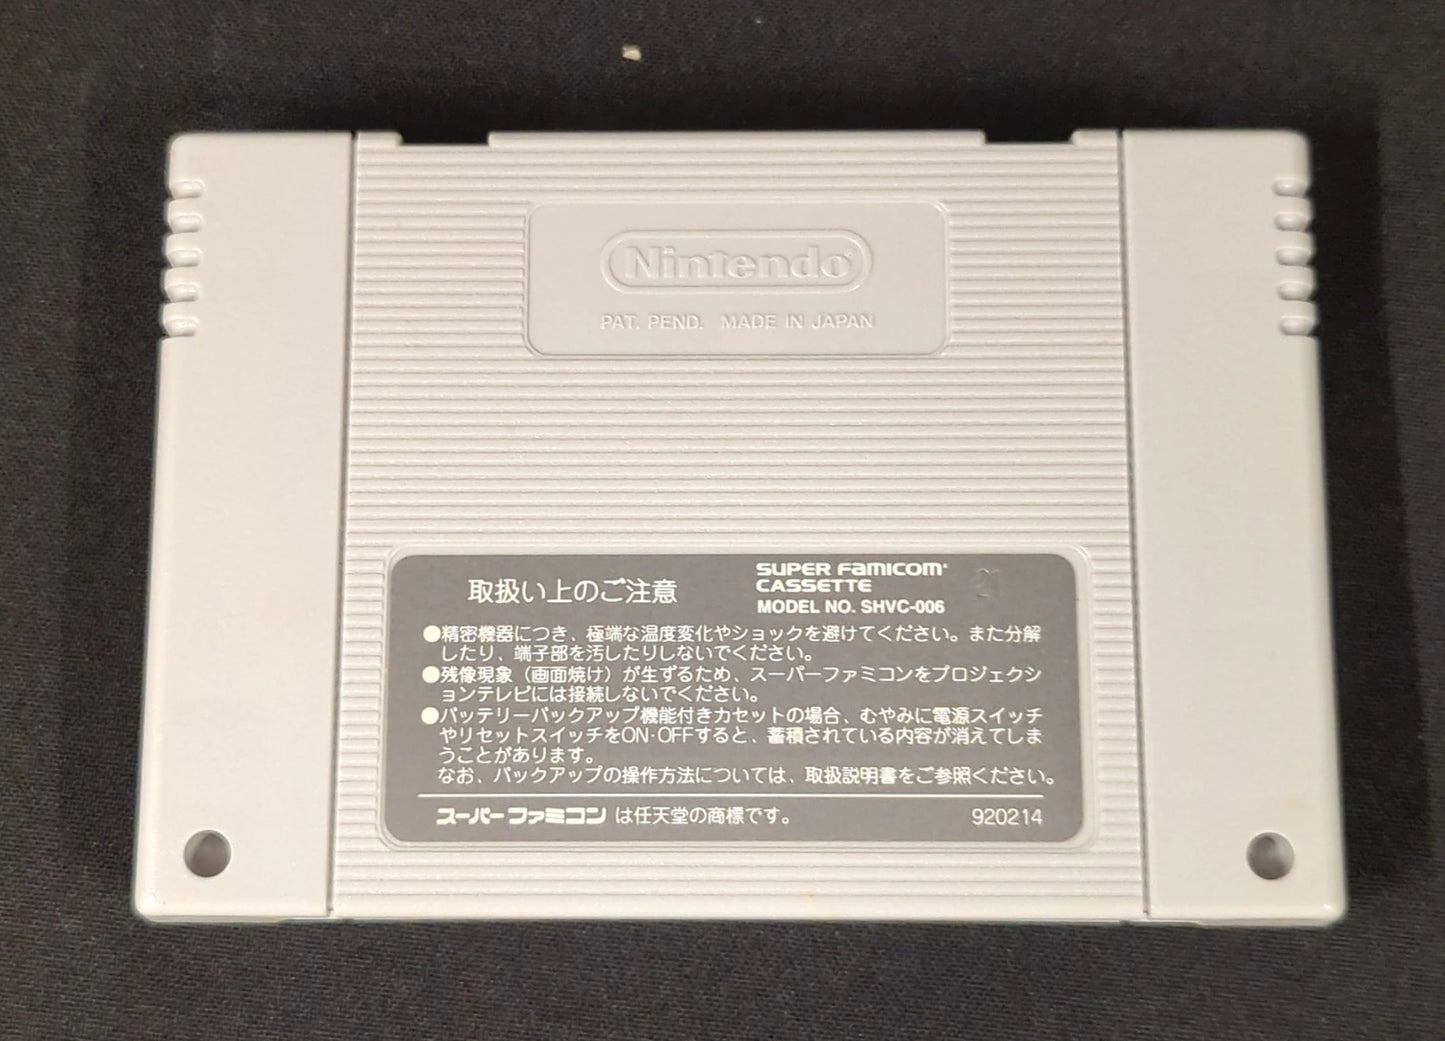 Nintendo
PAT. PEND. MADE IN JAPAN
取扱い上のご注意
SUPER FAMICOM
CASSETTE
MODEL NO. SHVC-006
21
●精密機器につき、極端な温度変化やショックを避けてください。また分解
したり、端子部を汚したりしないでください。
●残像現象（画面焼け）が生ずるため、スーパーファミコンをプロジェクシ
ョンテレビには接続しないでください。
●バッテリーバックアップ機能付きカセットの場合、むやみに電源スイッチ
やリセットスイッチをON・OFFすると、蓄積されている内容が消えてしま
うことがあります。
なお、バックアップの操作方法については、取扱説明書をご参照ください。
スーパーファミコンは任天堂の商標です。 920214